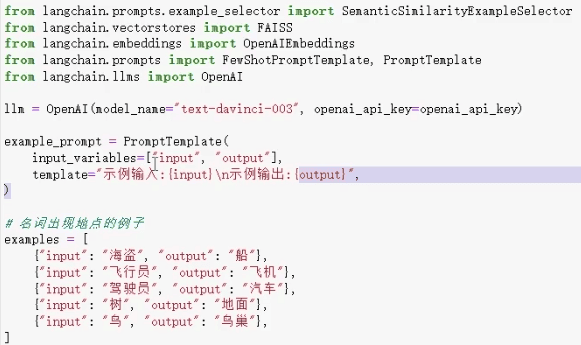 from langchain.prompts.example_selector import SemanticSimilarityExampleSelector
from langchain.vectorstores import FAISS
from langchain.embeddings import OpenAIEmbeddings
from langchain.prompts import FewShotPromptTemplate, PromptTemplate
from langchain.llms import OpenAI
llm = OpenAI(model_name="text-davinci-003", openai_api_key=openai_api_key)
example_prompt = PromptTemplate(
input_variables=["input", "output"],
template="示例输入:{input}\n示例输出:{output}",
)
# 名词出现地点的例子
examples = [
{"input": "海盗", "output": "船"},
{"input": "飞行员", "output": "飞机"},
{"input": "驾驶员", "output": "汽车"},
{"input": "树", "output": "地面"},
{"input": "鸟", "output": "鸟巢"},
]